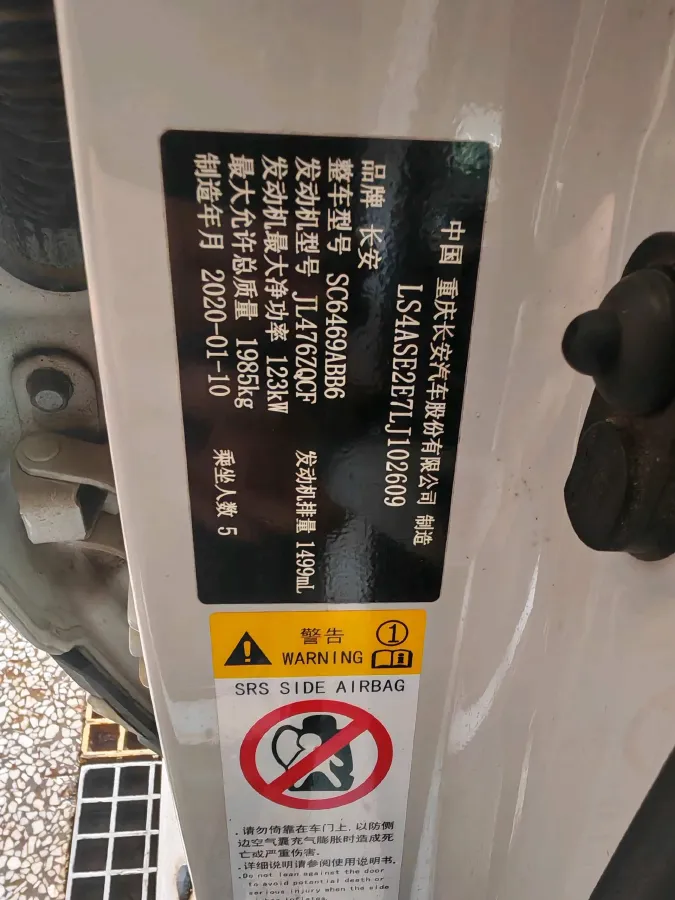 中国 重庆长安汽车股份有限公司 制造
LS4ASE2E7LJ102609
品牌 长安
整车型号 SC6469ABB6
发动机型号 JL476ZQCF 发动机排量 1499mL
发动机最大净功率 123kW
最大允许总质量 1985kg
制造年月 2020-01-10 乘坐人数 5
警告 1
WARNING i
SRS SIDE AIRBAG
.请勿倚靠在车门上,以防侧
边空气囊充气膨胀时造成死
亡或严重伤害.
.详细说明请参阅使用说明书.
.Do not lean against the door
to avoid potential death or
serious injury when the side
bag inflates.